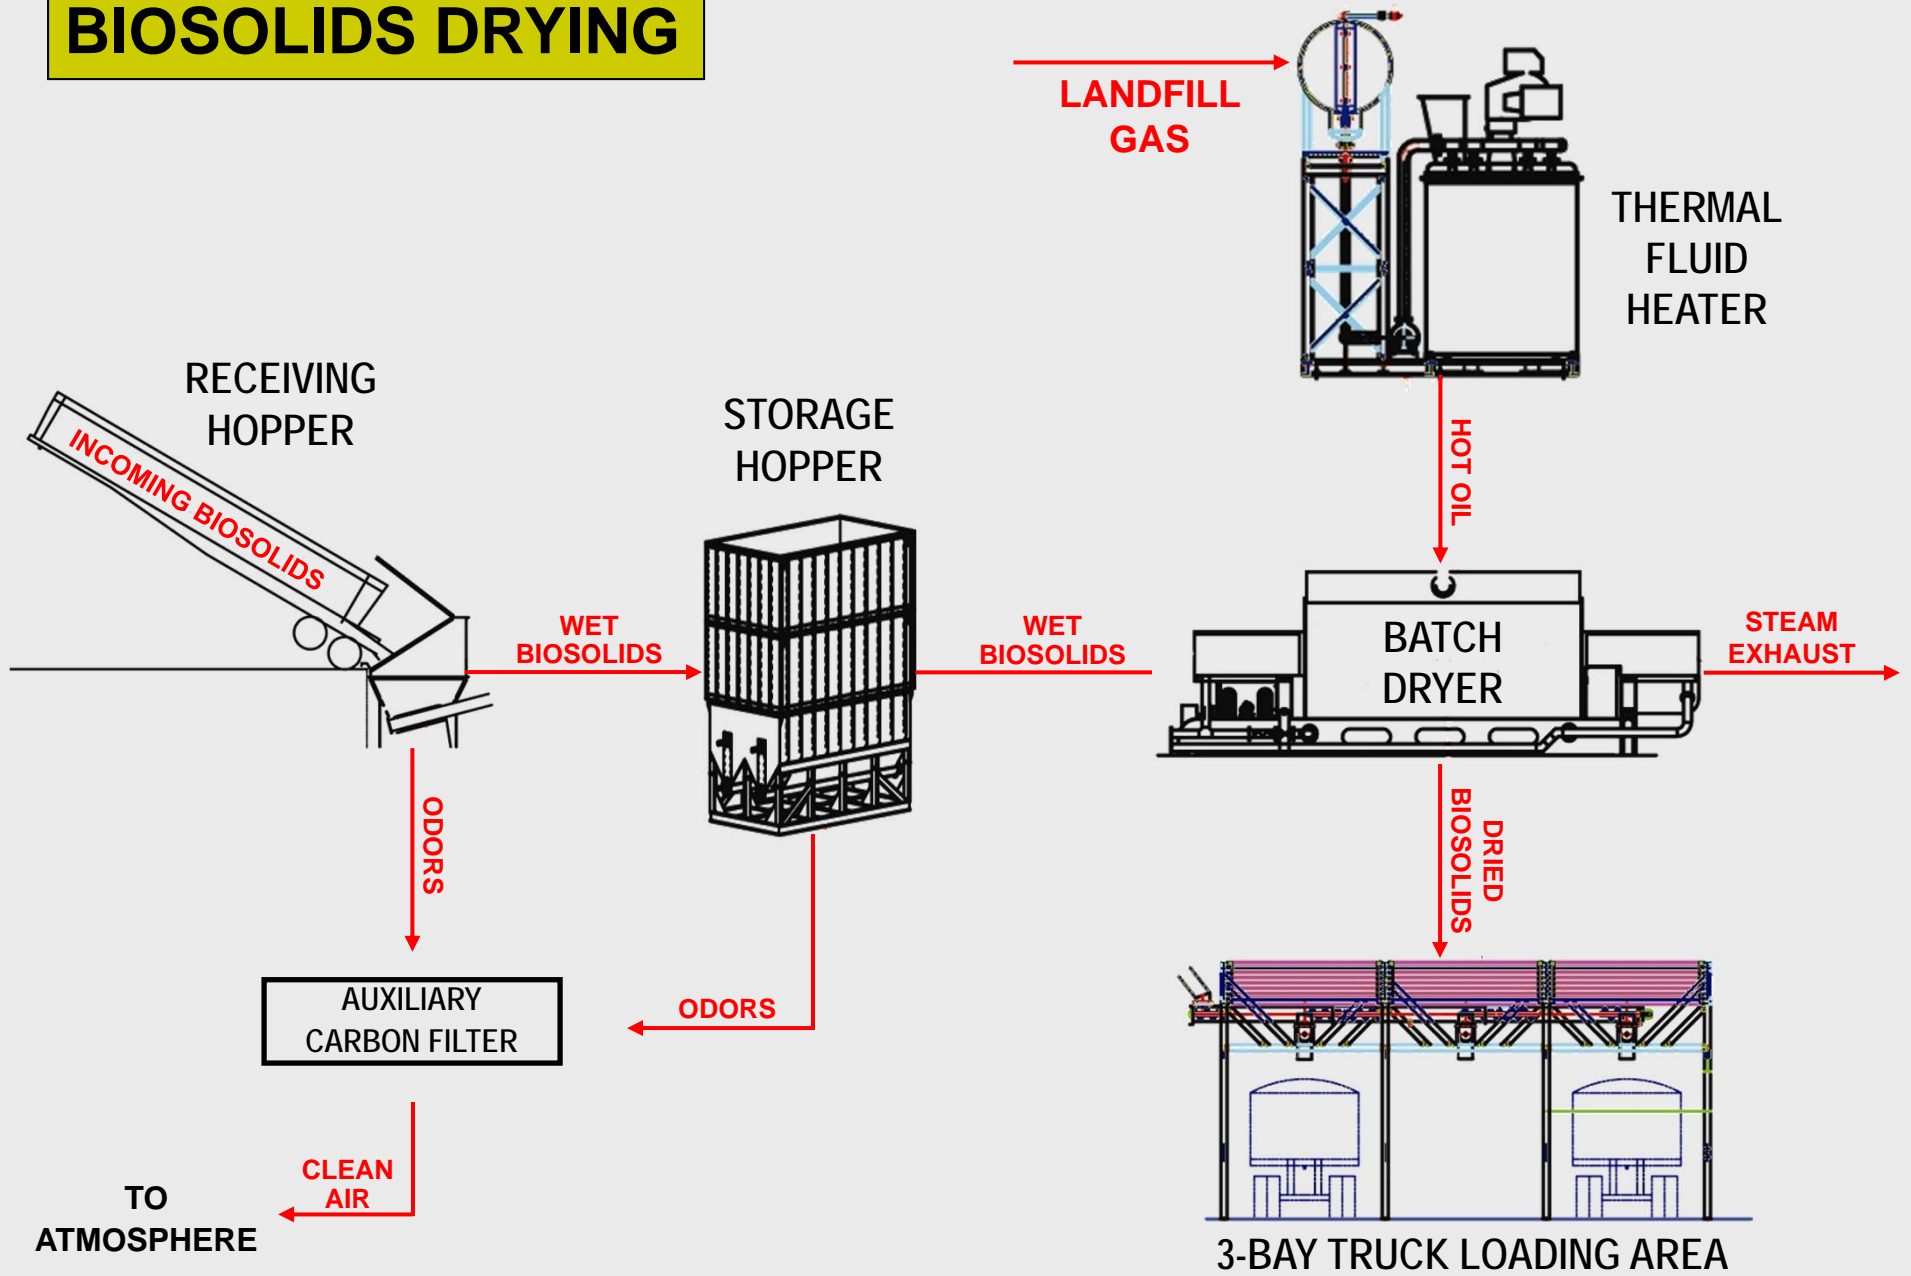 BIOSOLIDS DRYING
LANDFILL
GAS
THERMAL
FLUID
HEATER
RECEIVING
HOPPER
INCOMING BIOSOLIDS
STORAGE
HOPPER
HOT OIL
WET
BIOSOLIDS
WET
BIOSOLIDS
BATCH
DRYER
STEAM
EXHAUST
ODORS
DRIED
BIOSOLIDS
AUXILIARY
CARBON FILTER
ODORS
CLEAN
AIR
TO
ATMOSPHERE
3-BAY TRUCK LOADING AREA